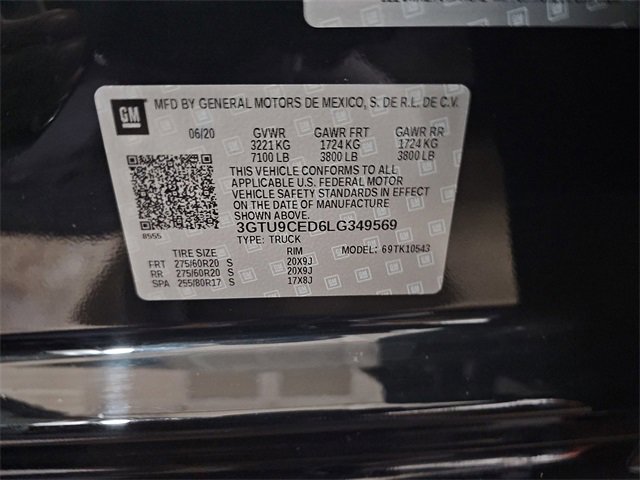 GM
MFD BY GENERAL MOTORS DE MEXICO, S. DE R.L. DE C.V.
06/20 GVWR GAWR FRT GAWR RR
3221 KG 1724 KG 1724 KG
7100 LB 3800 LB 3800 LB
THIS VEHICLE CONFORMS TO ALL
APPLICABLE U.S. FEDERAL MOTOR
VEHICLE SAFETY STANDARDS IN EFFECT
ON THE DATE OF MANUFACTURE
SHOWN ABOVE.
8555 3GTU9CED6LG349569
TYPE: TRUCK
TIRE SIZE RIM MODEL: 69TK10543
FRT 275/60R20 S 20X9J
RR 275/60R20 S 20X9J
SPA 255/80R17 S 17X8J